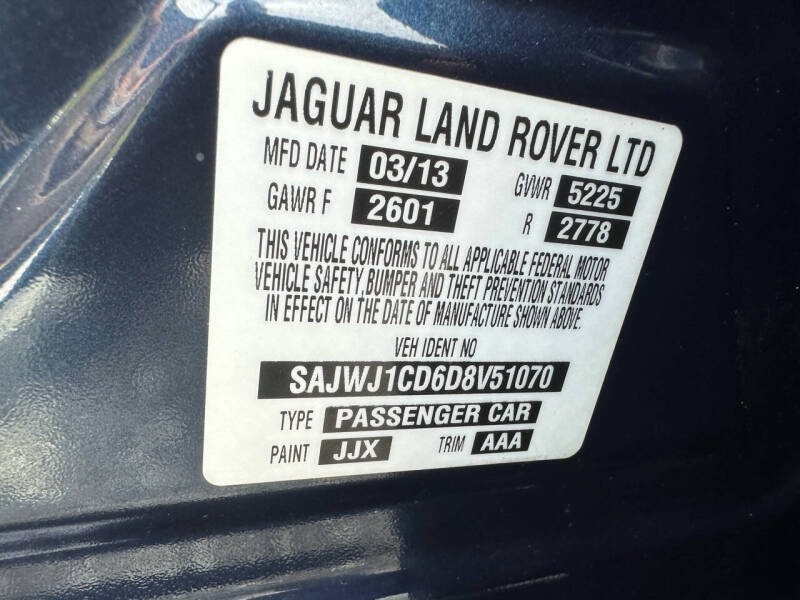 JAGUAR LAND ROVER LTD
MFD DATE 03/13 GVWR 5225
GAWR F 2601 R 2778
THIS VEHICLE CONFORMS TO ALL APPLICABLE FEDERAL MOTOR
VEHICLE SAFETY, BUMPER AND THEFT PREVENTION STANDARDS
IN EFFECT ON THE DATE OF MANUFACTURE SHOWN ABOVE.
VEH IDENT NO
SAJWJ1CD6D8V51070
TYPE PASSENGER CAR
PAINT JJX TRIM AAA